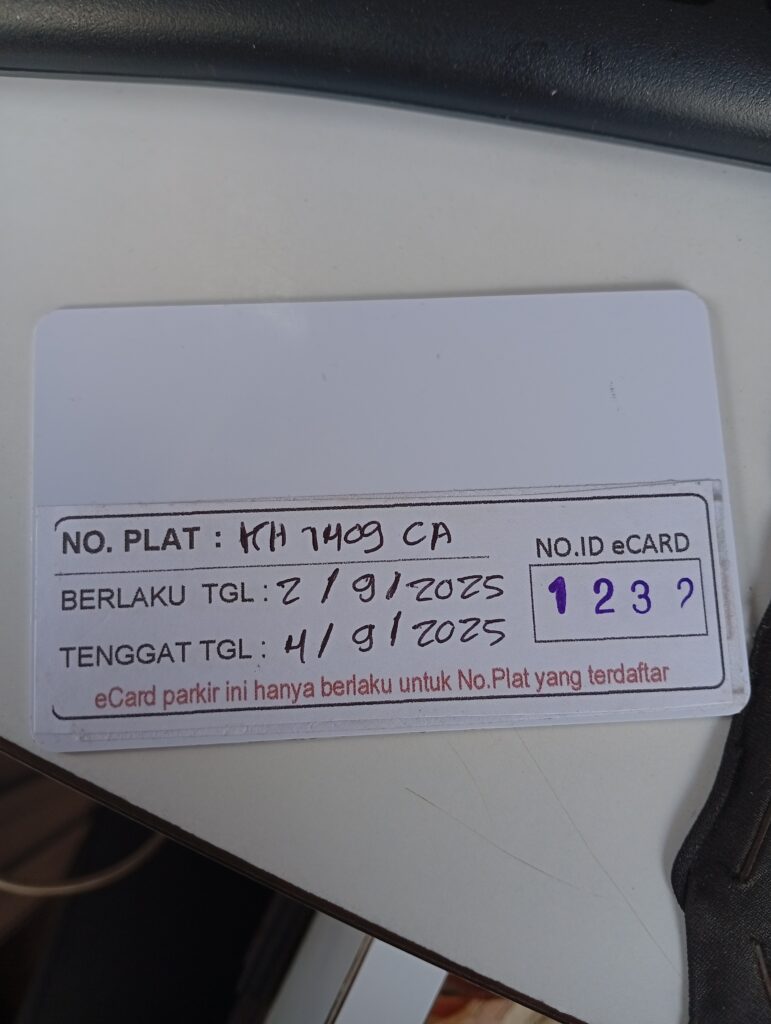 NO. PLAT : KH 1409 CA
BERLAKU TGL : 2 / 9 / 2025
TENGGAT TGL : 4 / 9 / 2025
NO.ID eCARD
1 2 3
eCard parkir ini hanya berlaku untuk No.Plat yang terdaftar